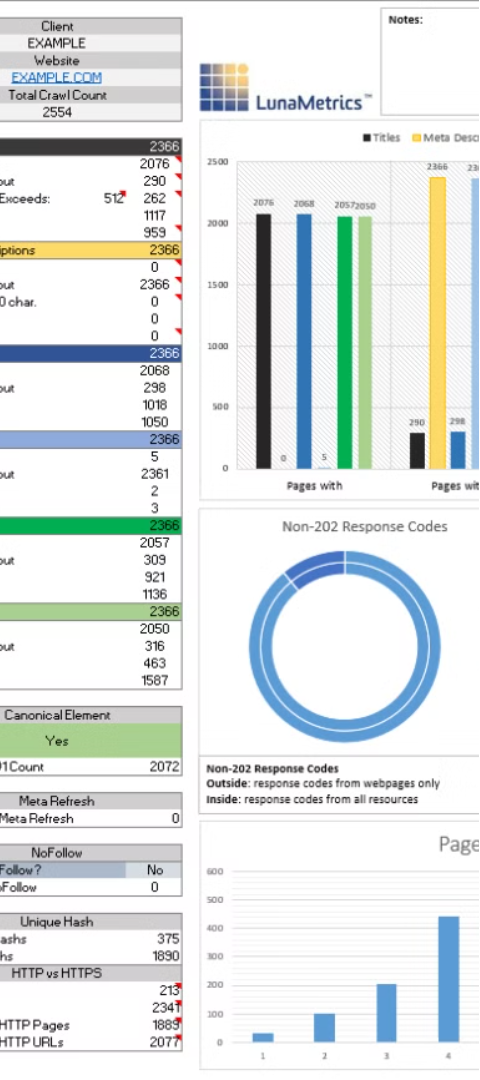 Client
EXAMPLE
Website
EXAMPLE.COM
Total Crawl Count
2554
2366
2076
out 290
Exceeds: 512 262
1117
959
iptions 2366
0
out 2366
0 char. 0
0
0
2366
2068
out 298
1018
1050
2366
5
out 2361
2
3
2366
2057
out 309
921
1136
2366
2050
out 316
463
1587
Canonical Element
Yes
01 Count 2072
Meta Refresh
Meta Refresh 0
NoFollow
Follow? No
oFollow 0
Unique Hash
ashs 375
hs 1890
HTTP vs HTTPS
213
2341
HTTP Pages 1889
HTTP URLs 2077
Notes:
LunaMetrics™
Titles Meta Descr
2500
2000
1500
1000
500
0
2076 0 2068 5 2057 2050
290 2366 298 236
Pages with Pages wit
Non-202 Response Codes
Non-202 Response Codes
Outside: response codes from webpages only
Inside: response codes from all resources
Page
600
500
400
300
200
100
0
1 2 3 4